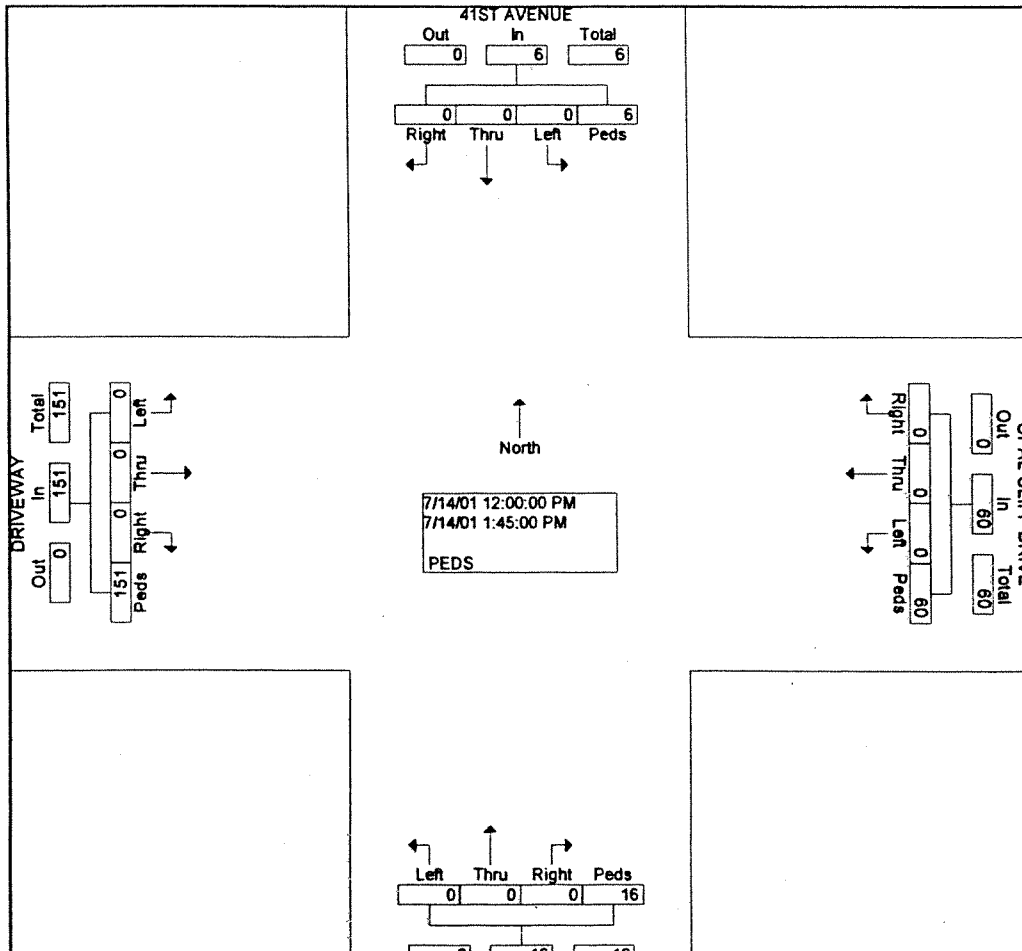 41ST AVENUE
Out In Total
0 6 6
0 0 0 6
Right Thru Left Peds
DRIVEWAY
Total In Out
151 151 0
0 0 0 151
Left Thru Right Peds
North
7/14/01 12:00:00 PM
7/14/01 1:45:00 PM
PEDS
Right Thru Left Peds
0 0 0 60
Out In Total
0 60 60
DRIVE
Left Thru Right Peds
0 0 0 16